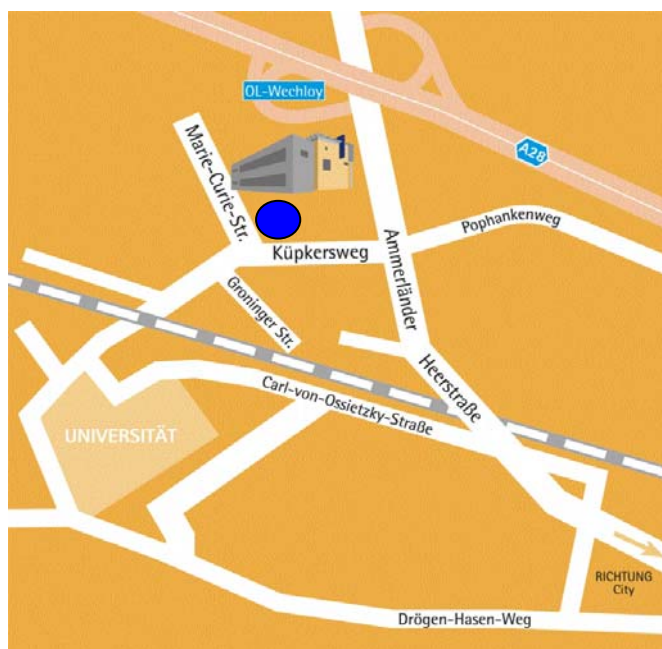 OL-Wechloy
A28
Marie-Curie-Str.
Pophankenweg
Küpkersweg
Ammerländer
Heerstraße
Groninger Str.
Carl-von-Ossietzky-Straße
UNIVERSITÄT
RICHTUNG
City
Drögen-Hasen-Weg